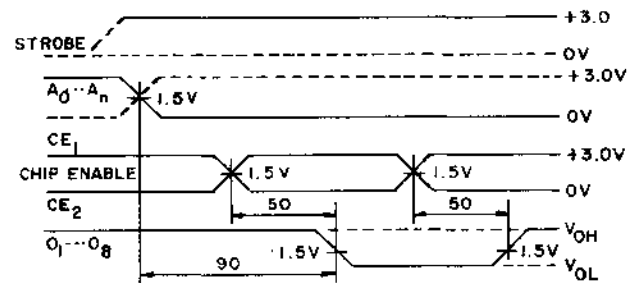 +3.0
STROBE
0V
+3.0V
A0··An
1.5V
0V
CE1
+3.0V
CHIP ENABLE
1.5V
1.5V
0V
CE2
50
50
O1···O8
VOH
1.5V
1.5V
90
VOL